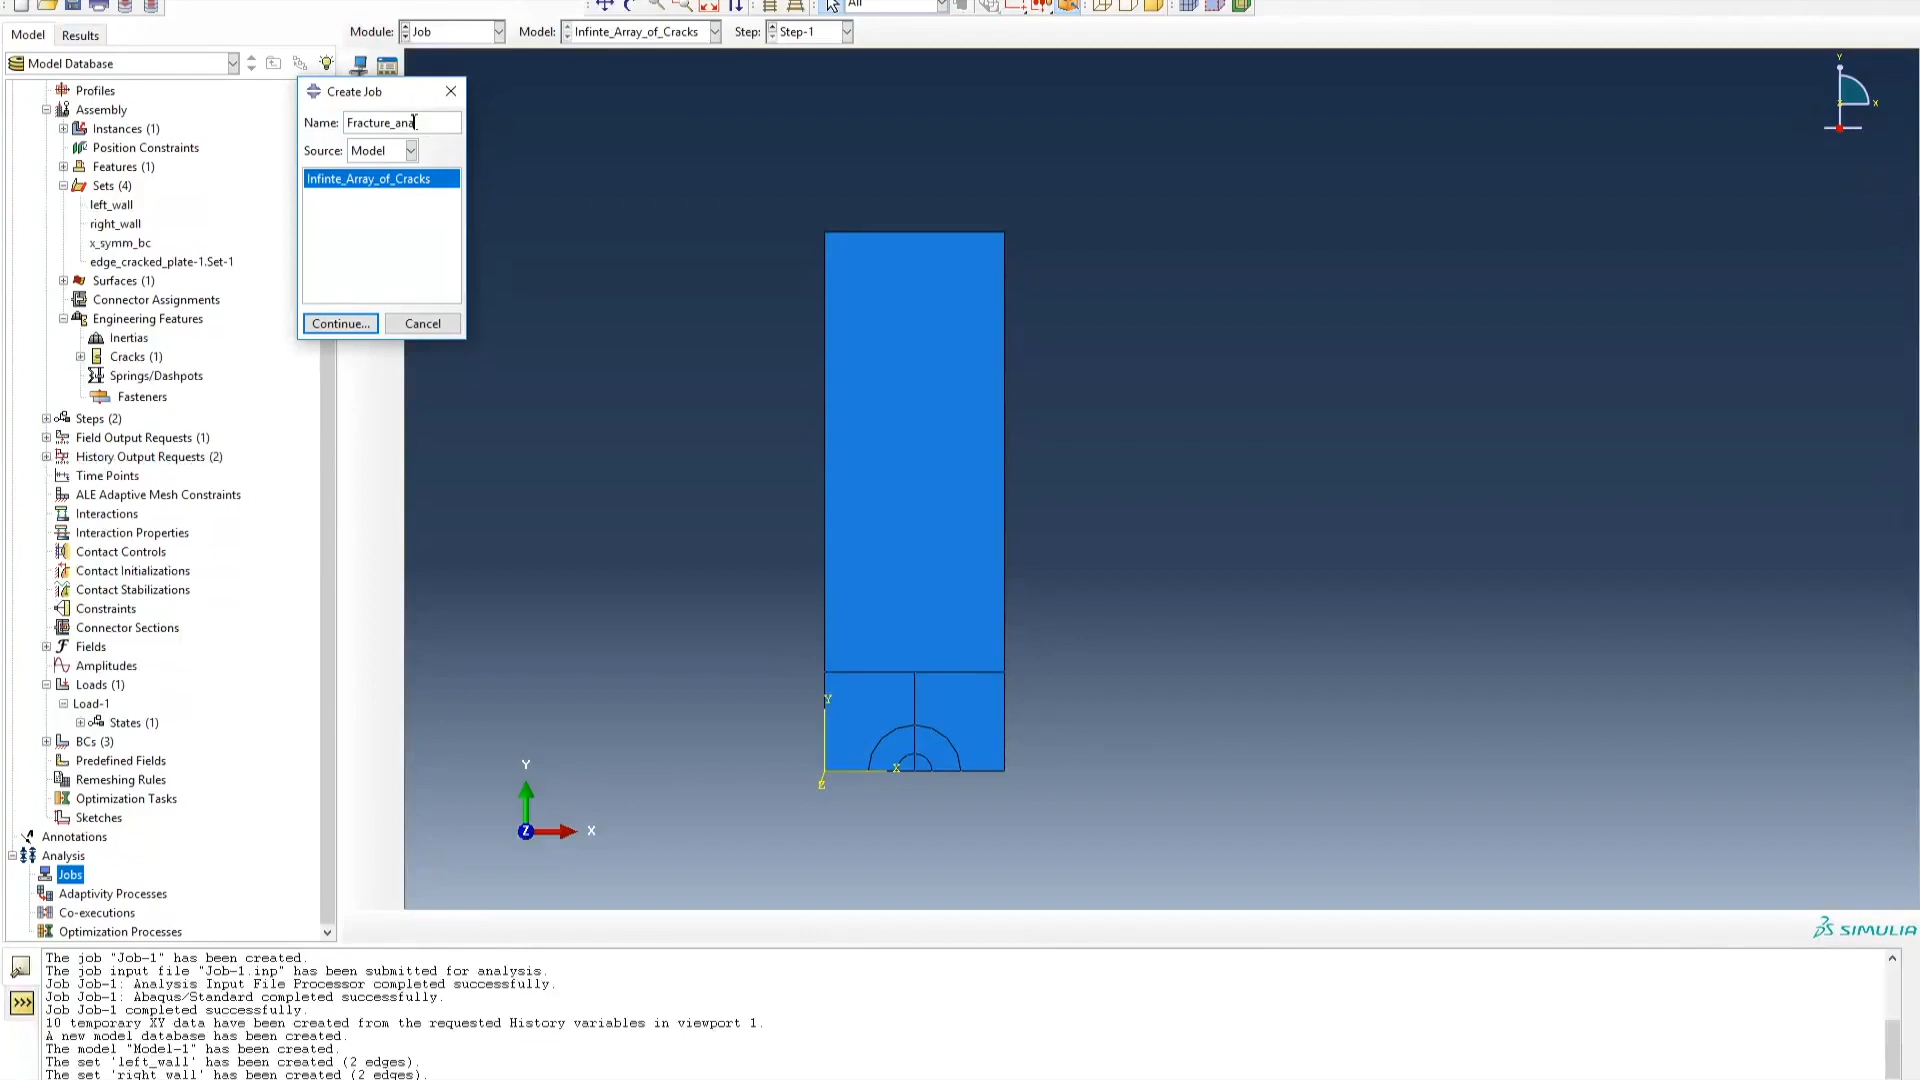 All
Model Results
Module: Job Model: Infinte_Array_of_Cracks Step: Step-1
Model Database
Profiles
Assembly
Instances (1)
Position Constraints
Features (1)
Sets (4)
left_wall
right_wall
x_symm_bc
edge_cracked_plate-1.Set-1
Surfaces (1)
Connector Assignments
Engineering Features
Inertias
Cracks (1)
Springs/Dashpots
Fasteners
Steps (2)
Field Output Requests (1)
History Output Requests (2)
Time Points
ALE Adaptive Mesh Constraints
Interactions
Interaction Properties
Contact Controls
Contact Initializations
Contact Stabilizations
Constraints
Connector Sections
Fields
Amplitudes
Loads (1)
Load-1
States (1)
BCs (3)
Predefined Fields
Remeshing Rules
Optimization Tasks
Sketches
Annotations
Analysis
Jobs
Adaptivity Processes
Co-executions
Optimization Processes
Create Job
Name: Fracture_ana
Source: Model
Infinte_Array_of_Cracks
Continue... Cancel
Y
X
Y
X
Z
Y
Z X
SIMULIA
The job "Job-1" has been created.
The job input file "Job-1.inp" has been submitted for analysis.
Job Job-1: Analysis Input File Processor completed successfully.
Job Job-1: Abaqus/Standard completed successfully.
Job Job-1 completed successfully.
10 temporary XY data have been created from the requested History variables in viewport 1.
A new model database has been created.
The model "Model-1" has been created.
The set 'left_wall' has been created (2 edges).
The set 'right_wall' has been created (2 edges).
>>>